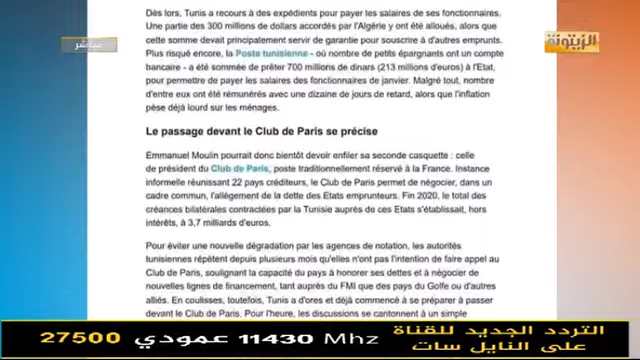 مباشر
الزيتونة
Dès lors, Tunis a recours à des expédients pour payer les salaires de ses fonctionnaires.
Une partie des 300 millions de dollars accordés par l'Algérie y ont été alloués, alors que
cette somme devait principalement servir de garantie pour souscrire à d'autres emprunts.
Plus risqué encore, la Poste tunisienne - où nombre de petits épargnants ont un compte
bancaire - a été sommée de prêter 700 millions de dinars (213 millions d'euros) à l'Etat,
pour permettre de payer les salaires des fonctionnaires de janvier. Malgré tout, nombre
d'entre eux ont été rémunérés avec une dizaine de jours de retard, alors que l'inflation
pèse déjà lourd sur les ménages.
Le passage devant le Club de Paris se précise
Emmanuel Moulin pourrait donc bientôt devoir enfiler sa seconde casquette : celle
de président du Club de Paris, poste traditionnellement réservé à la France. Instance
informelle réunissant 22 pays créditeurs, le Club de Paris permet de négocier, dans un
cadre commun, l'allégement de la dette des Etats emprunteurs. Fin 2020, le total des
créances bilatérales contractées par la Tunisie auprès de ces Etats s'établissait, hors
intérêts, à 3,7 milliards d'euros.
Pour éviter une nouvelle dégradation par les agences de notation, les autorités
tunisiennes répètent depuis plusieurs mois qu'elles n'ont pas l'intention de faire appel au
Club de Paris, soulignant la capacité du pays à honorer ses dettes et à négocier de
nouvelles lignes de financement, tant auprès du FMI que des pays du Golfe ou d'autres
alliés. En coulisses, toutefois, Tunis a d'ores et déjà commencé à se préparer à passer
devant le Club de Paris. Pour l'heure, les discussions se cantonnent à un simple
التردد الجديد للقناة
على النايل سات
11430 Mhz عمودي 27500